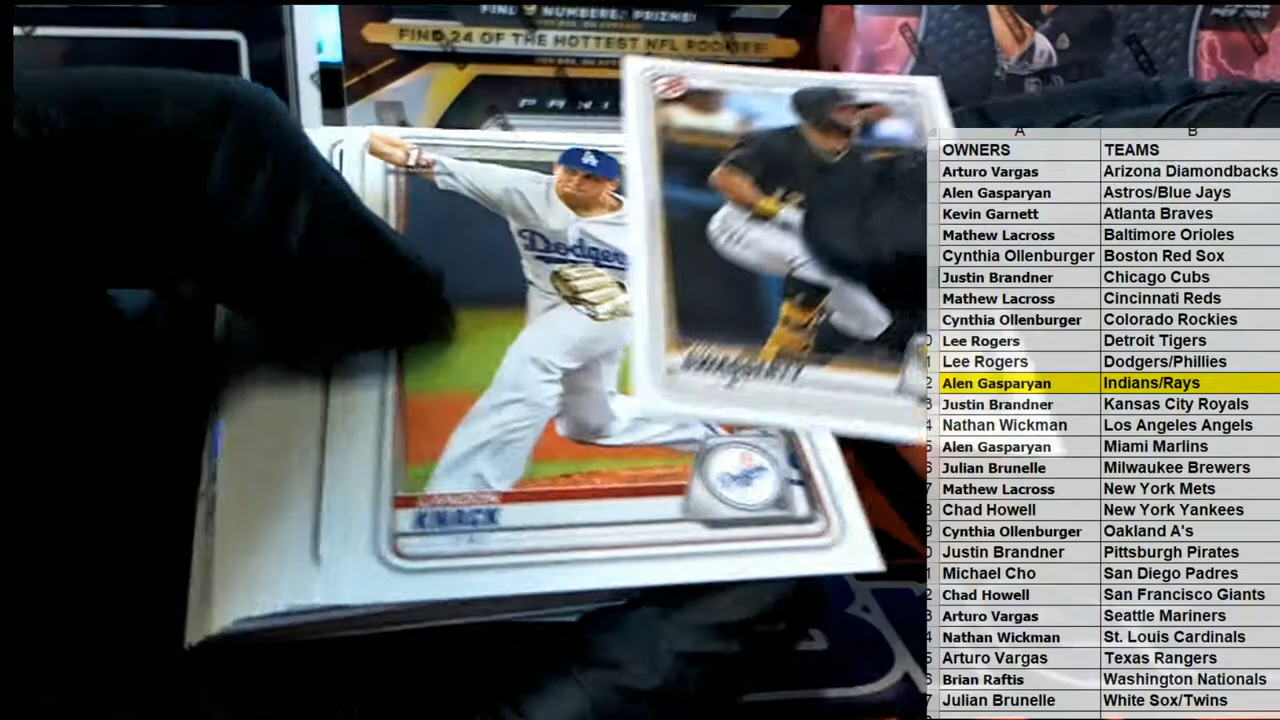 NUMBERED, PRIZMS!
FIND 24 OF THE HOTTEST NFL ROOKIES!
PANI
LA
Dodgers
LANDON
KNACK
Dodgers
A B
OWNERS TEAMS
Arturo Vargas Arizona Diamondbacks
Alen Gasparyan Astros/Blue Jays
Kevin Garnett Atlanta Braves
Mathew Lacross Baltimore Orioles
Cynthia Ollenburger Boston Red Sox
Justin Brandner Chicago Cubs
Mathew Lacross Cincinnati Reds
Cynthia Ollenburger Colorado Rockies
Lee Rogers Detroit Tigers
Lee Rogers Dodgers/Phillies
Alen Gasparyan Indians/Rays
Justin Brandner Kansas City Royals
Nathan Wickman Los Angeles Angels
Alen Gasparyan Miami Marlins
Julian Brunelle Milwaukee Brewers
Mathew Lacross New York Mets
Chad Howell New York Yankees
Cynthia Ollenburger Oakland A's
Justin Brandner Pittsburgh Pirates
Michael Cho San Diego Padres
Chad Howell San Francisco Giants
Arturo Vargas Seattle Mariners
Nathan Wickman St. Louis Cardinals
Arturo Vargas Texas Rangers
Brian Raftis Washington Nationals
Julian Brunelle White Sox/Twins